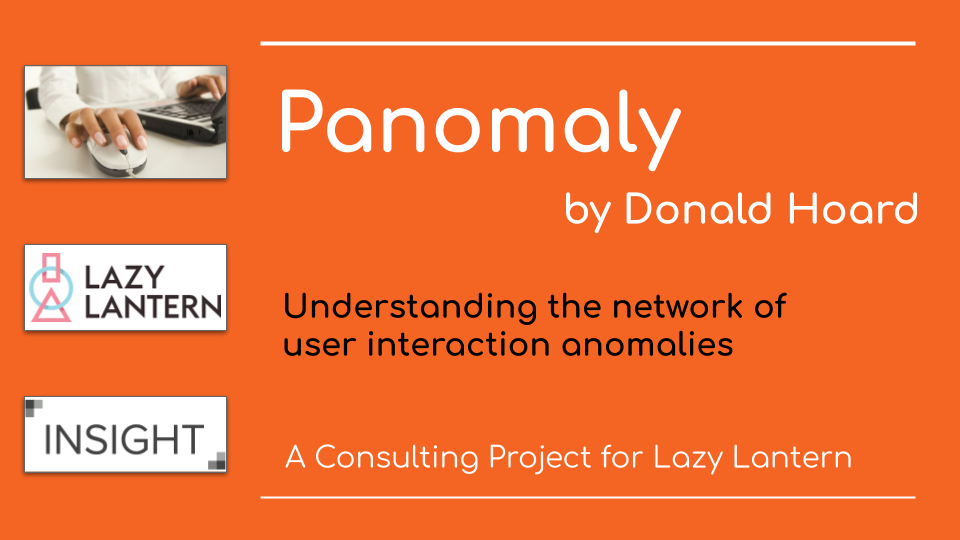 Panomaly
by Donald Hoard
LAZY
LANTERN
Understanding the network of
user interaction anomalies
INSIGHT
A Consulting Project for Lazy Lantern